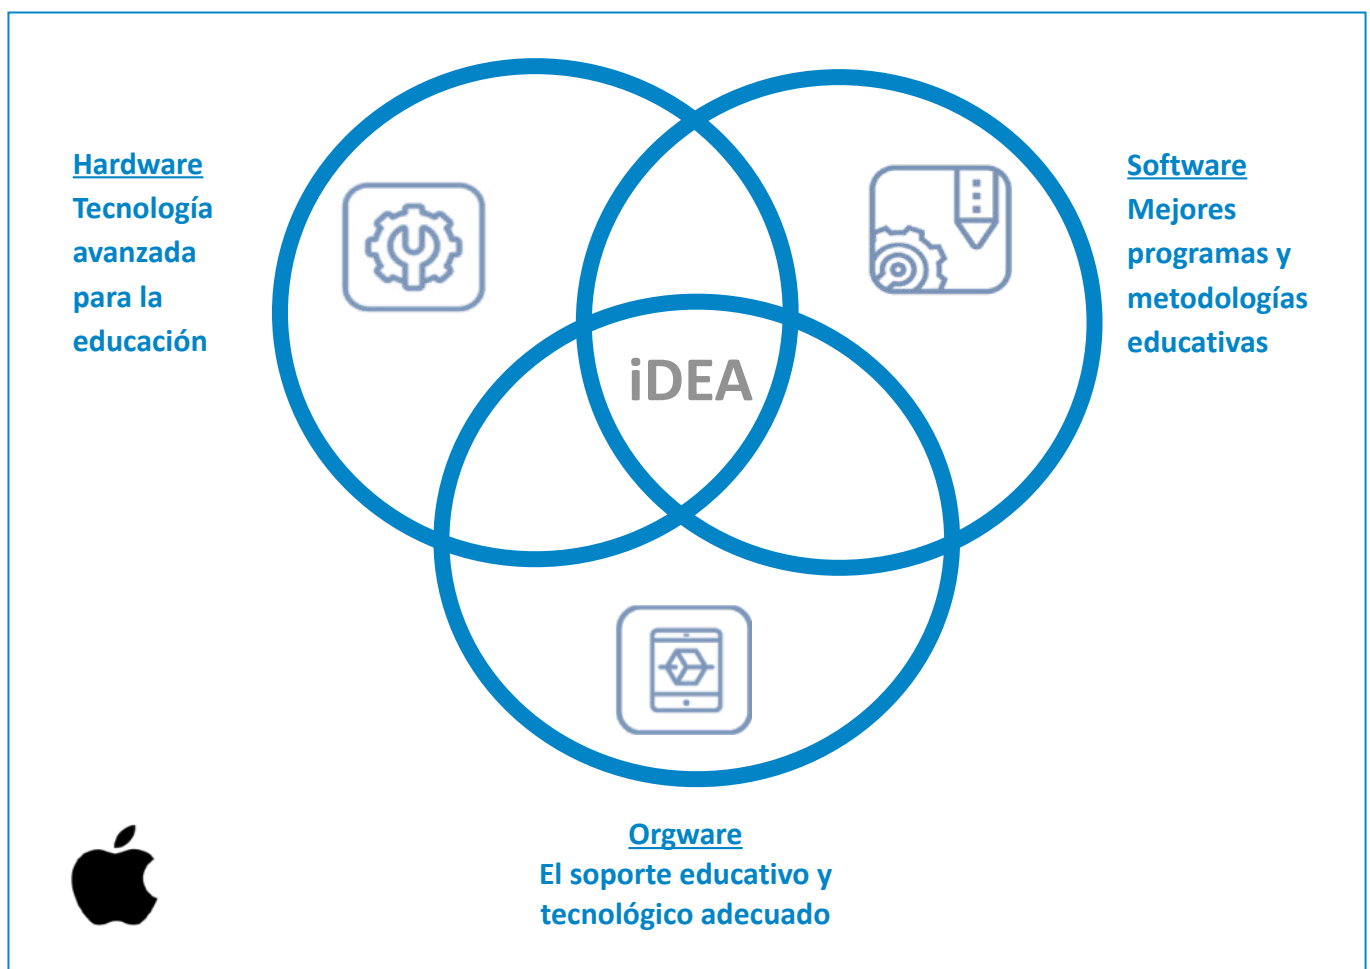 Hardware
Tecnología
avanzada
para la
educación
Software
Mejores
programas y
metodologías
educativas
iDEA
Orgware
El soporte educativo y
tecnológico adecuado